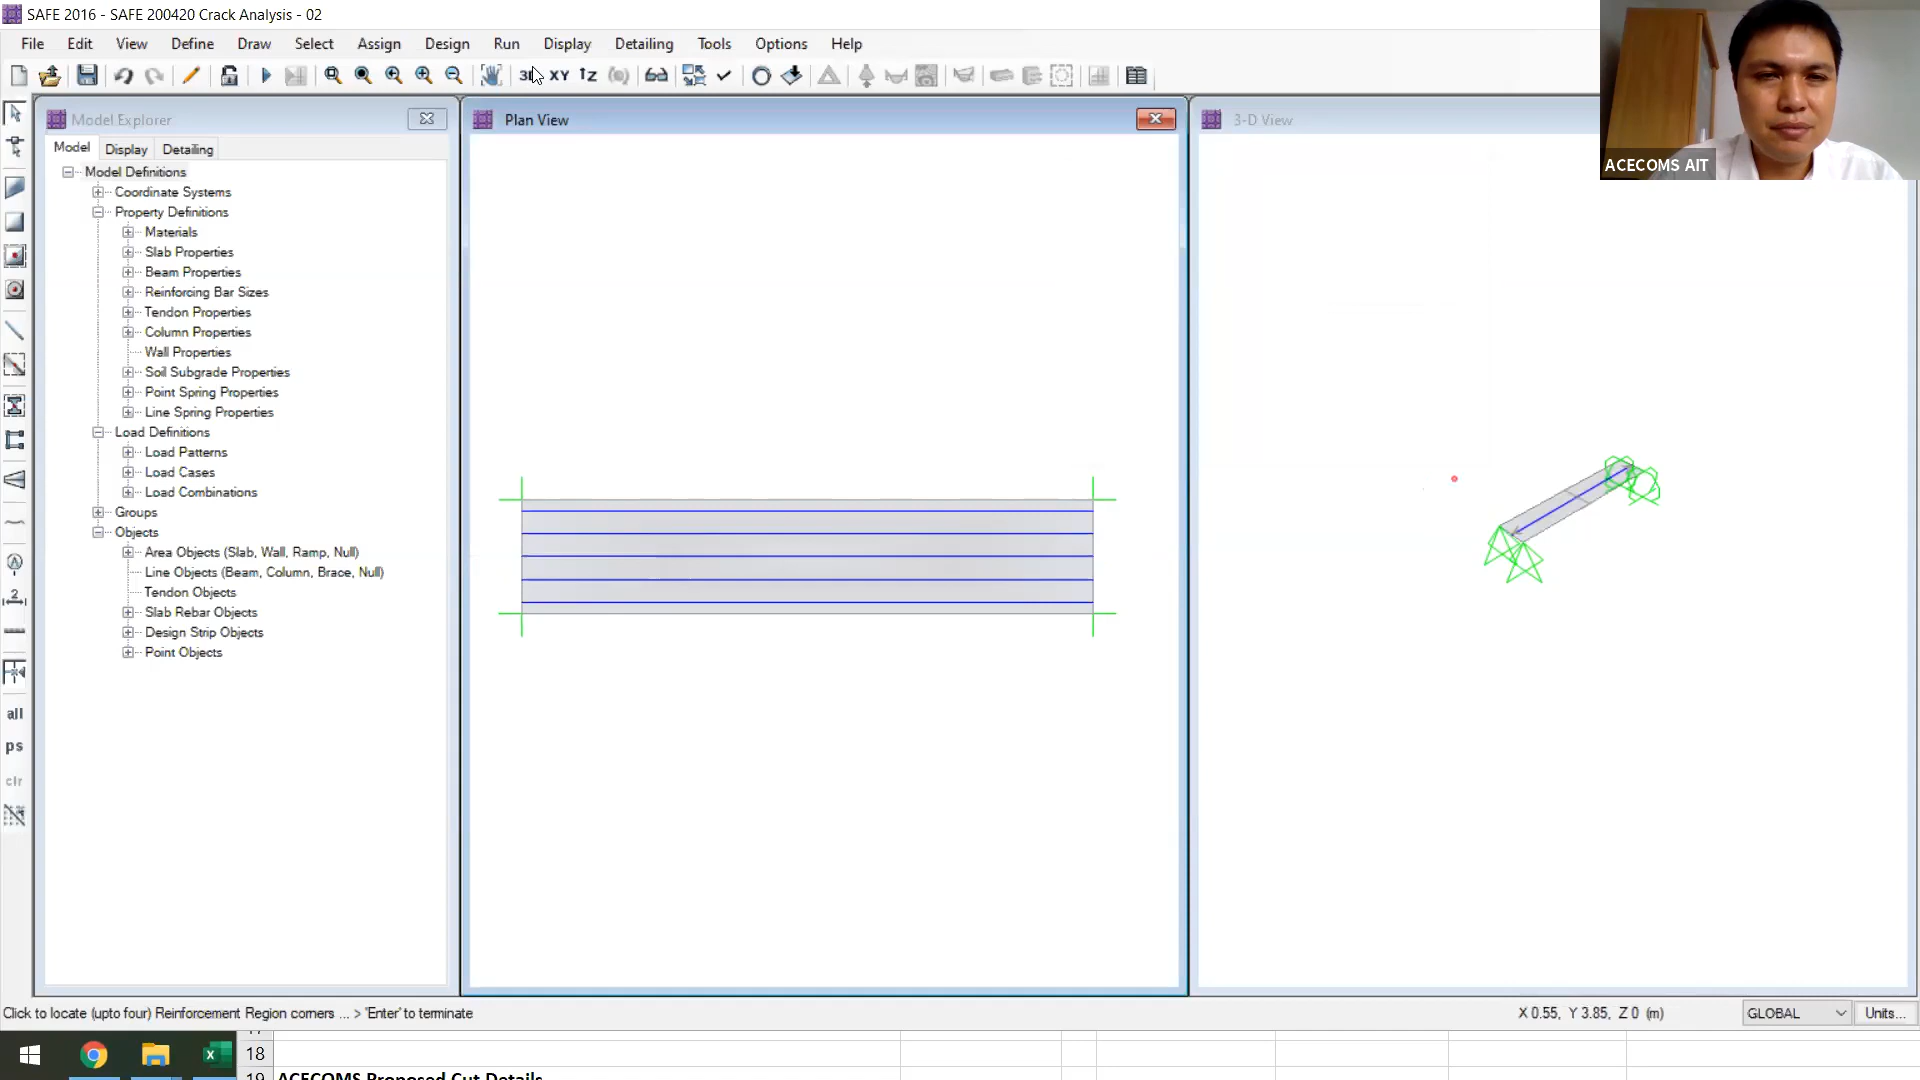 SAFE 2016 - SAFE 200420 Crack Analysis - 02
File Edit View Define Draw Select Assign Design Run Display Detailing Tools Options Help
XY
Model Explorer
Plan View
3-D View
ACECOMS AIT
Model Display Detailing
Model Definitions
Coordinate Systems
Property Definitions
Materials
Slab Properties
Beam Properties
Reinforcing Bar Sizes
Tendon Properties
Column Properties
Wall Properties
Soil Subgrade Properties
Point Spring Properties
Line Spring Properties
Load Definitions
Load Patterns
Load Cases
Load Combinations
Groups
Objects
Area Objects (Slab, Wall, Ramp, Null)
Line Objects (Beam, Column, Brace, Null)
Tendon Objects
Slab Rebar Objects
Design Strip Objects
Point Objects
all
ps
clr
Click to locate (upto four) Reinforcement Region corners ... > 'Enter' to terminate
X 0.55, Y 3.85, Z 0 (m)
GLOBAL
Units...
18
19 ACECOMS Proposed Cut Details